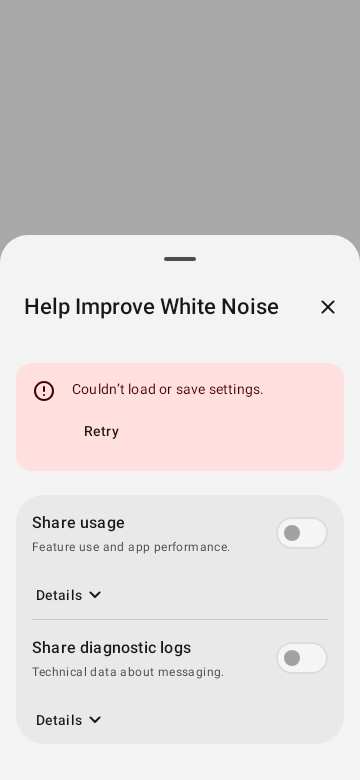 Help Improve White Noise
Couldn’t load or save settings.
Retry
Share usage
Feature use and app performance.
Details
Share diagnostic logs
Technical data about messaging.
Details